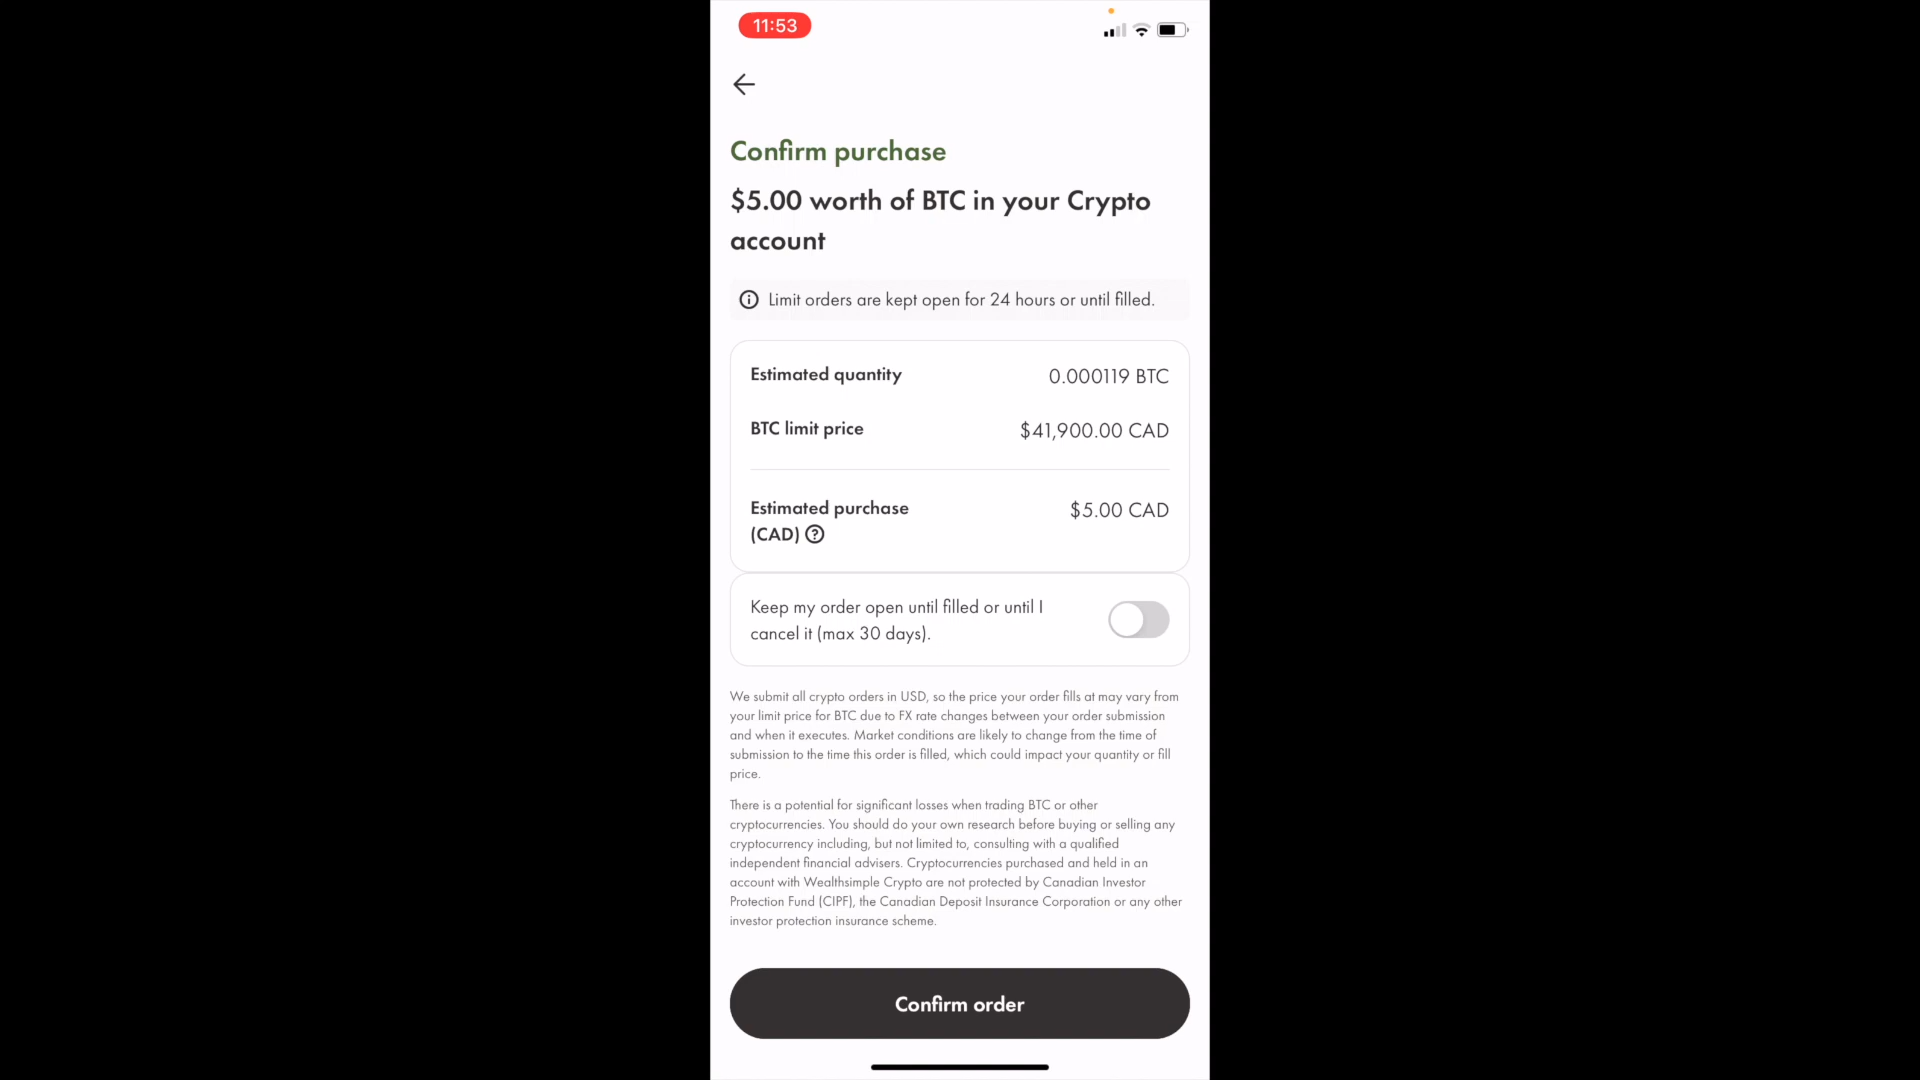 11:53
Confirm purchase
$5.00 worth of BTC in your Crypto
account
Limit orders are kept open for 24 hours or until filled.
Estimated quantity 0.000119 BTC
BTC limit price $41,900.00 CAD
Estimated purchase $5.00 CAD
(CAD)
Keep my order open until filled or until I
cancel it (max 30 days).
We submit all crypto orders in USD, so the price your order fills at may vary from
your limit price for BTC due to FX rate changes between your order submission
and when it executes. Market conditions are likely to change from the time of
submission to the time this order is filled, which could impact your quantity or fill
price.
There is a potential for significant losses when trading BTC or other
cryptocurrencies. You should do your own research before buying or selling any
cryptocurrency including, but not limited to, consulting with a qualified
independent financial advisers. Cryptocurrencies purchased and held in an
account with Wealthsimple Crypto are not protected by Canadian Investor
Protection Fund (CIPF), the Canadian Deposit Insurance Corporation or any other
investor protection insurance scheme.
Confirm order